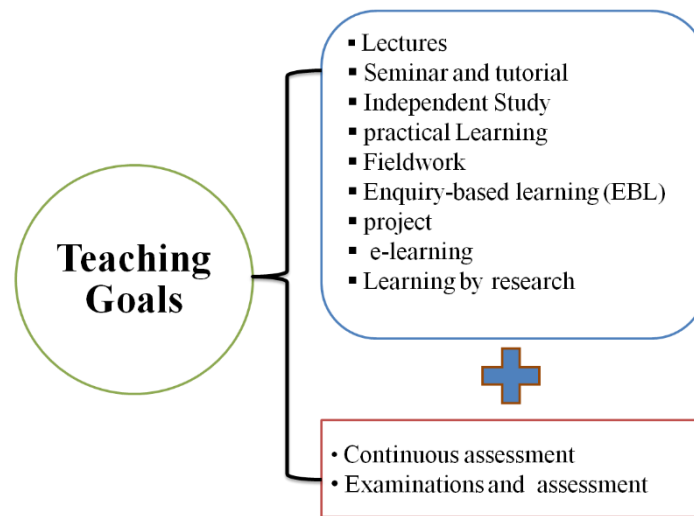 Teaching
Goals
▪ Lectures
▪ Seminar and tutorial
▪ Independent Study
▪ practical Learning
▪ Fieldwork
▪ Enquiry-based learning (EBL)
▪ project
▪ e-learning
▪ Learning by research
• Continuous assessment
• Examinations and assessment